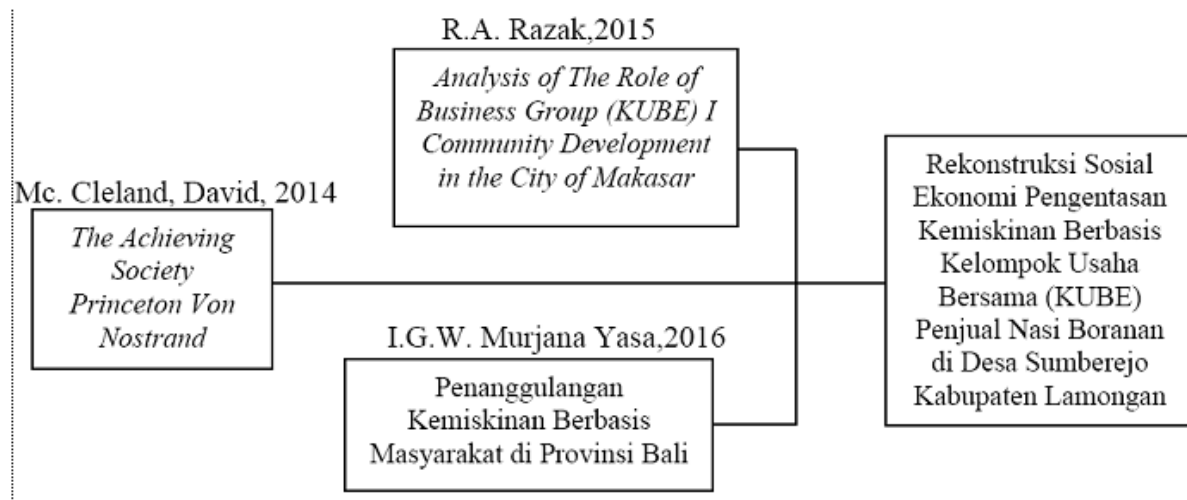 R.A. Razak,2015
Analysis of The Role of
Business Group (KUBE) I
Community Development
in the City of Makasar
Mc. Cleland, David, 2014
The Achieving
Society
Princeton Von
Nostrand
I.G.W. Murjana Yasa,2016
Penanggulangan
Kemiskinan Berbasis
Masyarakat di Provinsi Bali
Rekonstruksi Sosial
Ekonomi Pengentasan
Kemiskinan Berbasis
Kelompok Usaha
Bersama (KUBE)
Penjual Nasi Boranan
di Desa Sumberejo
Kabupaten Lamongan